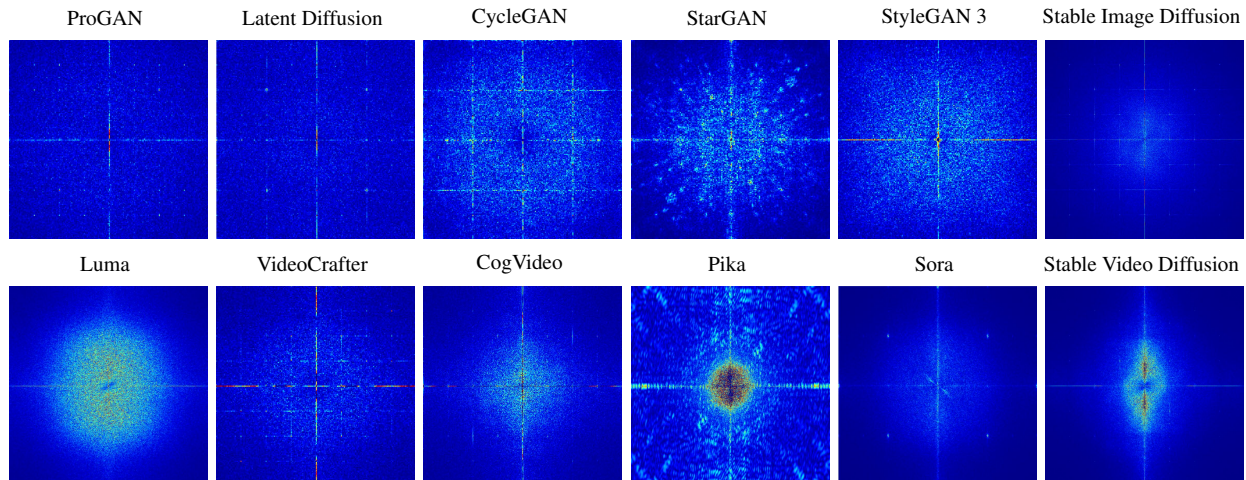 ProGAN Latent Diffusion CycleGAN StarGAN StyleGAN 3 Stable Image Diffusion
Luma VideoCrafter CogVideo Pika Sora Stable Video Diffusion